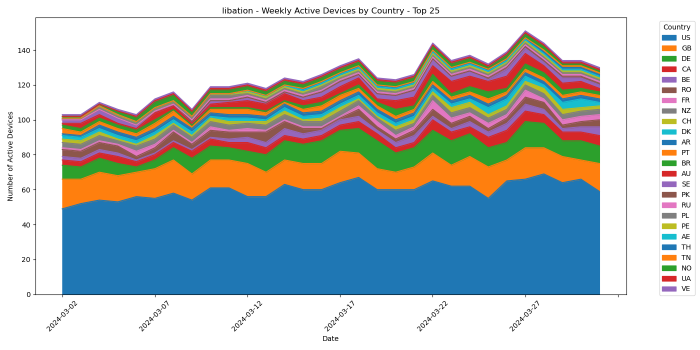 libation - Weekly Active Devices by Country - Top 25
Number of Active Devices
140
120
100
80
60
40
20
0
2024-03-02
2024-03-07
2024-03-12
2024-03-17
2024-03-22
2024-03-27
Date
Country
US
GB
DE
CA
BE
RO
FR
NZ
CH
DK
AR
PT
BR
AU
SE
PK
RU
PL
PE
AE
TH
TN
NO
UA
VE